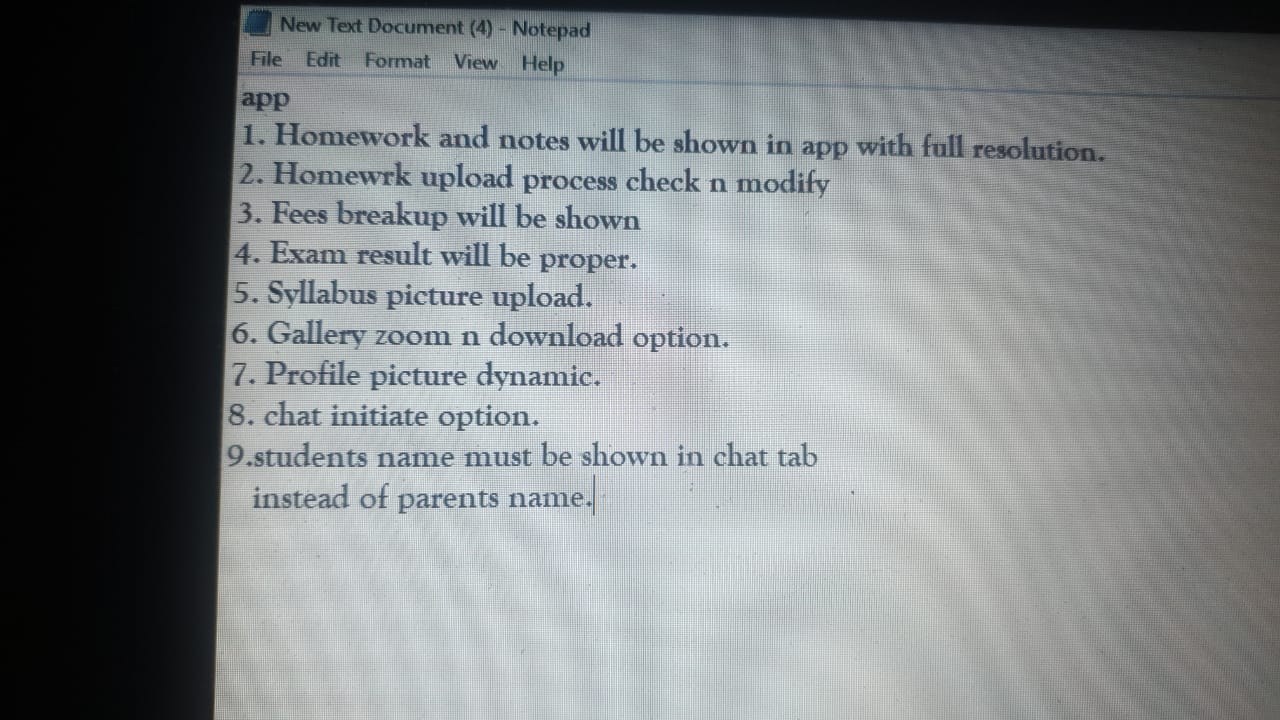 New Text Document (4) - Notepad
File Edit Format View Help
app
1. Homework and notes will be shown in app with full resolution.
2. Homewrk upload process check n modify
3. Fees breakup will be shown
4. Exam result will be proper.
5. Syllabus picture upload.
6. Gallery zoom n download option.
7. Profile picture dynamic.
8. chat initiate option.
9.students name must be shown in chat tab
instead of parents name.